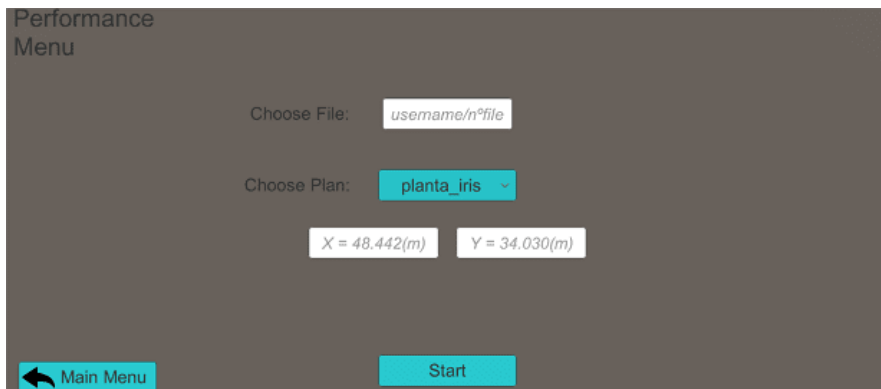 Performance
Menu
Choose File: username/nºfile
Choose Plan: planta_iris
X = 48.442(m) Y = 34.030(m)
Main Menu Start